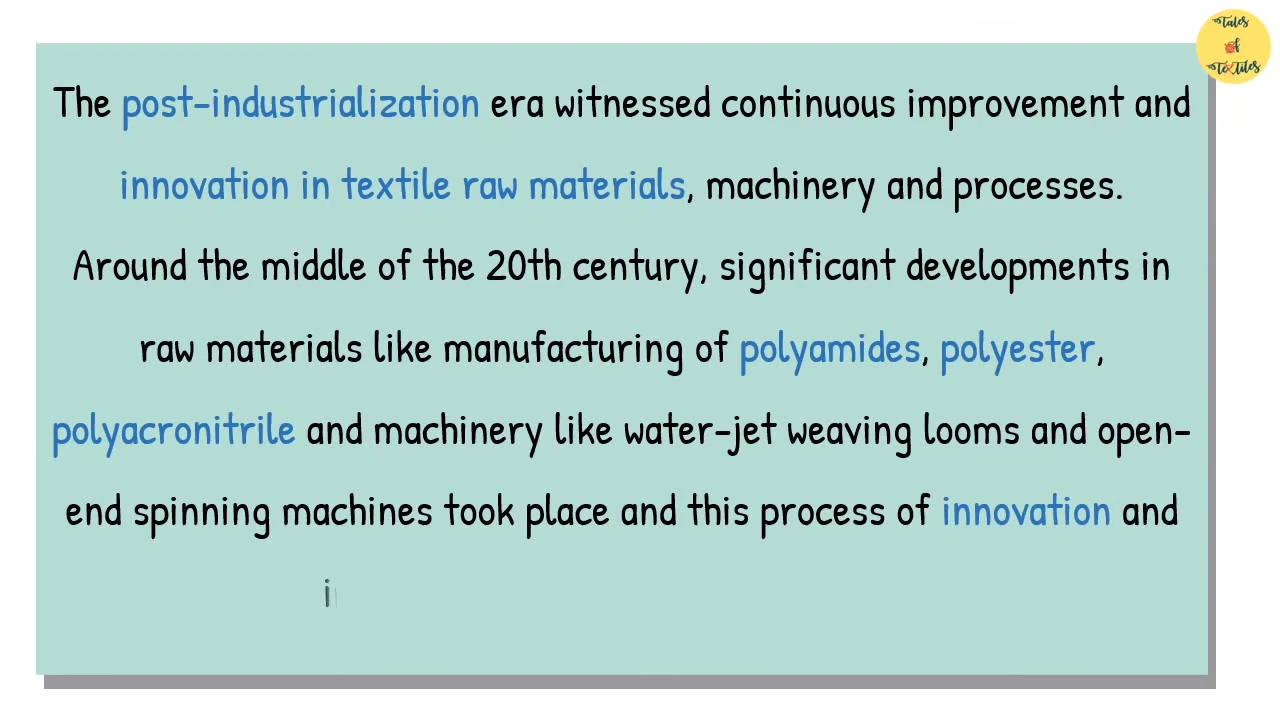 Tales
of
Textiles
The post-industrialization era witnessed continuous improvement and
innovation in textile raw materials, machinery and processes.
Around the middle of the 20th century, significant developments in
raw materials like manufacturing of polyamides, polyester,
polyacronitrile and machinery like water-jet weaving looms and open-
end spinning machines took place and this process of innovation and
i